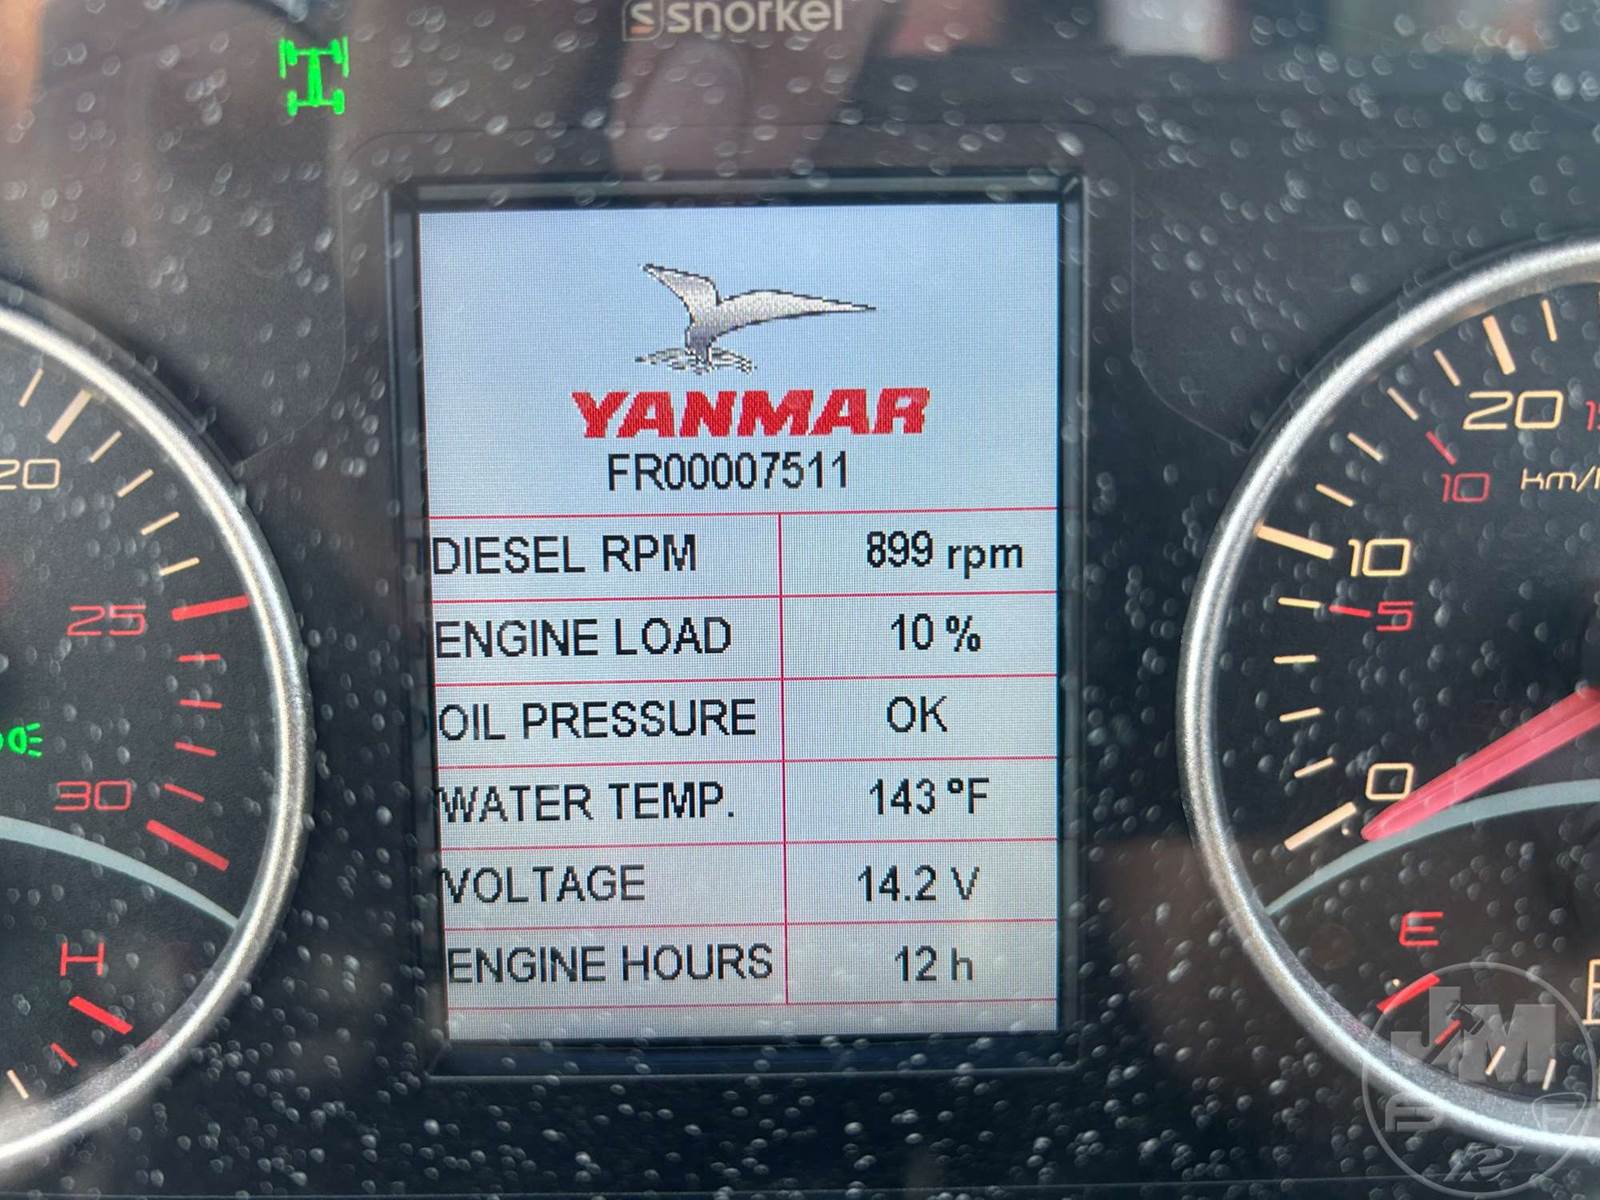 snorkel
YANMAR
FR00007511
DIESEL RPM 899 rpm
ENGINE LOAD 10 %
OIL PRESSURE OK
WATER TEMP. 143 °F
VOLTAGE 14.2 V
ENGINE HOURS 12 h
20
25
30
H
20
10
km/
10
5
0
E
JM